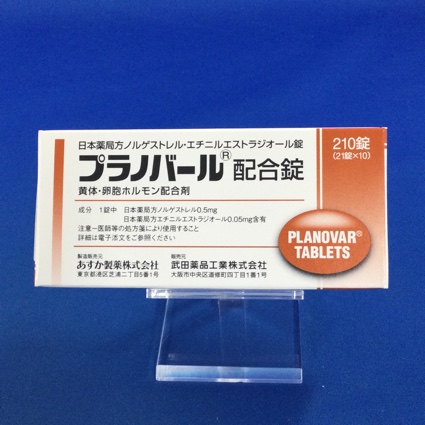 日本薬局方ノルゲストレル・エチニルエストラジオール錠
プラノバール® 配合錠
黄体・卵胞ホルモン配合剤
210錠
(21錠×10)
成分 1錠中 日本薬局方ノルゲストレル0.5mg
日本薬局方エチニルエストラジオール0.05mg含有
注意－医師等の処方箋により使用すること
詳細は電子添文をご参照ください
PLANOVAR®
TABLETS
製造販売元
あすか製薬株式会社
東京都港区芝浦二丁目5番1号
販売元
武田薬品工業株式会社
大阪市中央区道修町四丁目1番1号